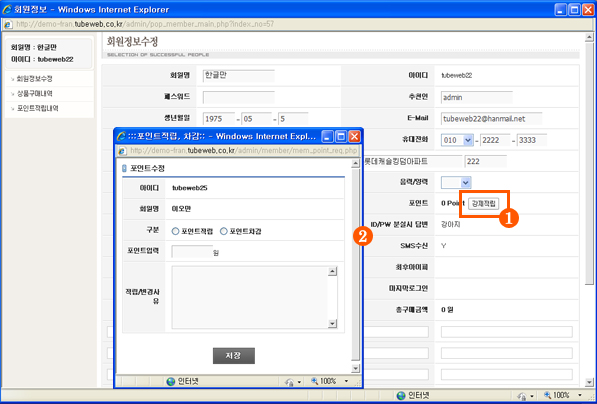 회원정보 - Windows Internet Explorer
http://demo-fran.tubeweb.co.kr/admin/pop_member_main.php?index_no=57
회원명 : 한글만
아이디 : tubeweb22
» 회원정보수정
» 상품구매내역
» 포인트적립내역
회원정보수정
SELECTION OF SUCCESSFUL PEOPLE
회원명 한글만 아이디 tubeweb22
패스워드 추천인 admin
생년월일 1975 - 05 - 5 E-Mail tubeweb22@hanmail.net
휴대전화 010 - 2222 - 3333
롯데캐슬킹덤아파트 222
음력/양력
포인트 0 Point 강제적립
1
ID/PW 분실시 답변 강아지
SMS수신 Y
최후아이피
마지막로그인
총구매금액 0 원
:::포인트적립, 차감:: - Windows Internet Expl...
http://demo-fran.tubeweb.co.kr/admin/member/mem_point_req.php
포인트수정
아이디 tubeweb25
회원명 이오만
구분 포인트적립 포인트차감
2
포인트입력 원
적립/변경사유
저장
인터넷 100%
인터넷 100%